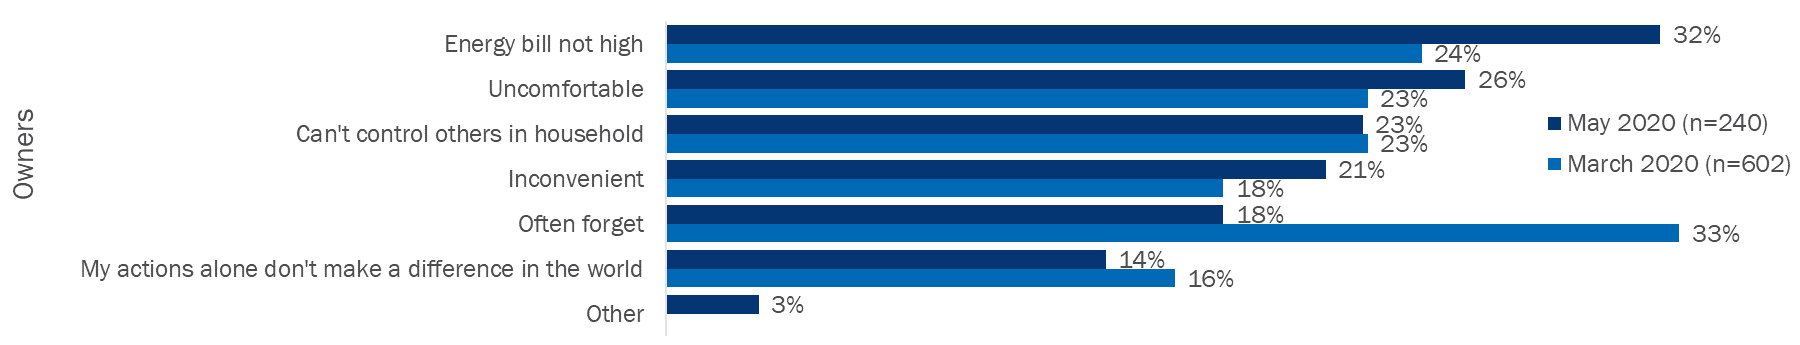 Owners
Energy bill not high
32%
24%
Uncomfortable
26%
23%
Can't control others in household
23%
23%
Inconvenient
21%
18%
Often forget
18%
33%
My actions alone don't make a difference in the world
14%
16%
Other
3%
May 2020 (n=240)
March 2020 (n=602)